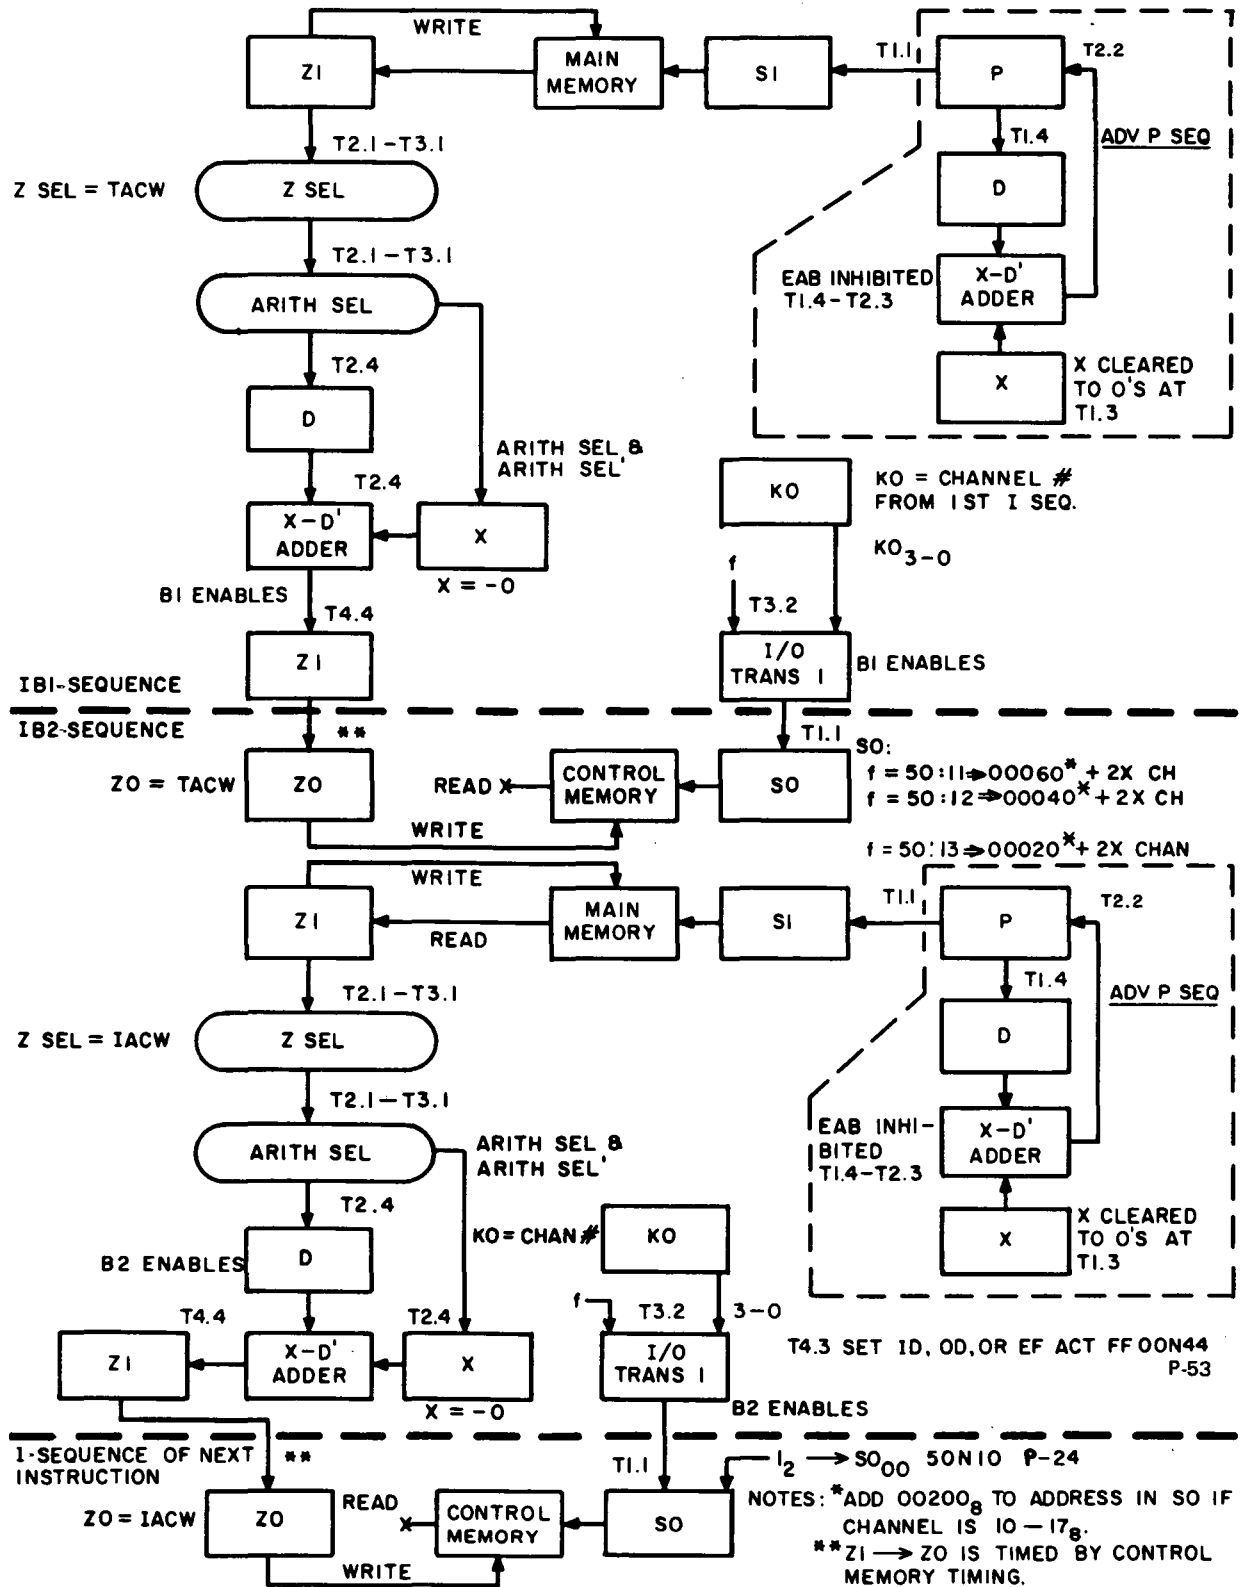 WRITE
Z1
MAIN
MEMORY
S1
T1.1
P
T2.2
T1.4
ADV P SEQ
D
T2.1-T3.1
Z SEL = TACW
Z SEL
T2.1-T3.1
EAB INHIBITED
T1.4-T2.3
X-D'
ADDER
ARITH SEL
T2.4
X
X CLEARED
TO 0'S AT
T1.3
D
ARITH SEL &
ARITH SEL'
T2.4
KO
KO = CHANNEL #
FROM 1ST I SEQ.
X-D'
ADDER
X
X = -0
KO3-0
f
T3.2
B1 ENABLES
T4.4
I/O
TRANS 1
B1 ENABLES
Z1
IB1-SEQUENCE
IB2-SEQUENCE
**
T1.1
ZO = TACW
ZO
READ X
CONTROL
MEMORY
SO
SO:
f = 50:11⇒00060* + 2X CH
f = 50:12⇒00040* + 2X CH
f = 50:13⇒00020* + 2X CHAN
WRITE
WRITE
Z1
READ
MAIN
MEMORY
S1
T1.1
P
T2.2
T1.4
ADV P SEQ
D
T2.1-T3.1
Z SEL = IACW
Z SEL
T2.1-T3.1
EAB INHI-
BITED
T1.4-T2.3
X-D'
ADDER
ARITH SEL
ARITH SEL &
ARITH SEL'
T2.4
X
X CLEARED
TO 0'S AT
T1.3
KO = CHAN #
KO
B2 ENABLES
D
T4.4
T2.4
f
T3.2
3-0
Z1
X-D'
ADDER
X
X = -0
I/O
TRANS 1
B2 ENABLES
T4.3 SET ID, OD, OR EF ACT FF 00N44
P-53
I-SEQUENCE OF NEXT
INSTRUCTION
**
T1.1
I2 → SO00 50N10 P-24
ZO = IACW
ZO
READ
X
CONTROL
MEMORY
SO
WRITE
NOTES: *ADD 002008 TO ADDRESS IN SO IF
CHANNEL IS 10-178.
**Z1 → ZO IS TIMED BY CONTROL
MEMORY TIMING.